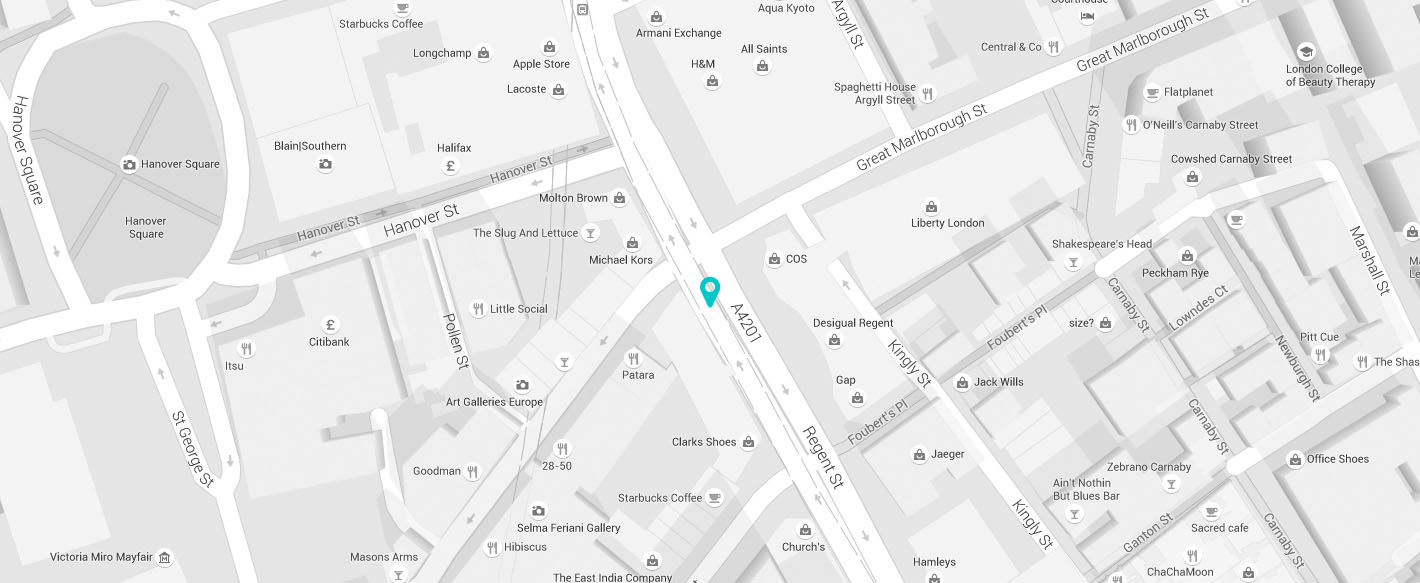 Starbucks Coffee
Longchamp
Apple Store
Lacoste
Armani Exchange
Aqua Kyoto
All Saints
H&M
Argyll St
Central & Co
Great Marlborough St
Spaghetti House
Argyll Street
London College
of Beauty Therapy
Flatplanet
O'Neill's Carnaby Street
Carnaby St
Cowshed Carnaby Street
Great Marlborough St
Hanover Square
Hanover Square
Hanover
Square
Blain|Southern
Halifax
Hanover St
Hanover St
Hanover St
Molton Brown
The Slug And Lettuce
Michael Kors
Liberty London
COS
Shakespeare's Head
Peckham Rye
Marshall St
Lowndes Ct
Carnaby St
size?
Foubert's Pl
Desigual Regent
A4201
Little Social
Pollen St
Citibank
Itsu
Patara
Art Galleries Europe
Kingly St
Gap
Jack Wills
Newburgh St
Pitt Cue
The Shas
Foubert's Pl
Carnaby St
Regent St
Clarks Shoes
St George St
Goodman
28-50
Jaeger
Office Shoes
Zebrano Carnaby
Ain't Nothin
But Blues Bar
Starbucks Coffee
Selma Feriani Gallery
Hibiscus
Church's
Kingly St
Ganton St
Sacred cafe
Carnaby St
Victoria Miro Mayfair
Masons Arms
The East India Company
Hamleys
ChaChaMoon